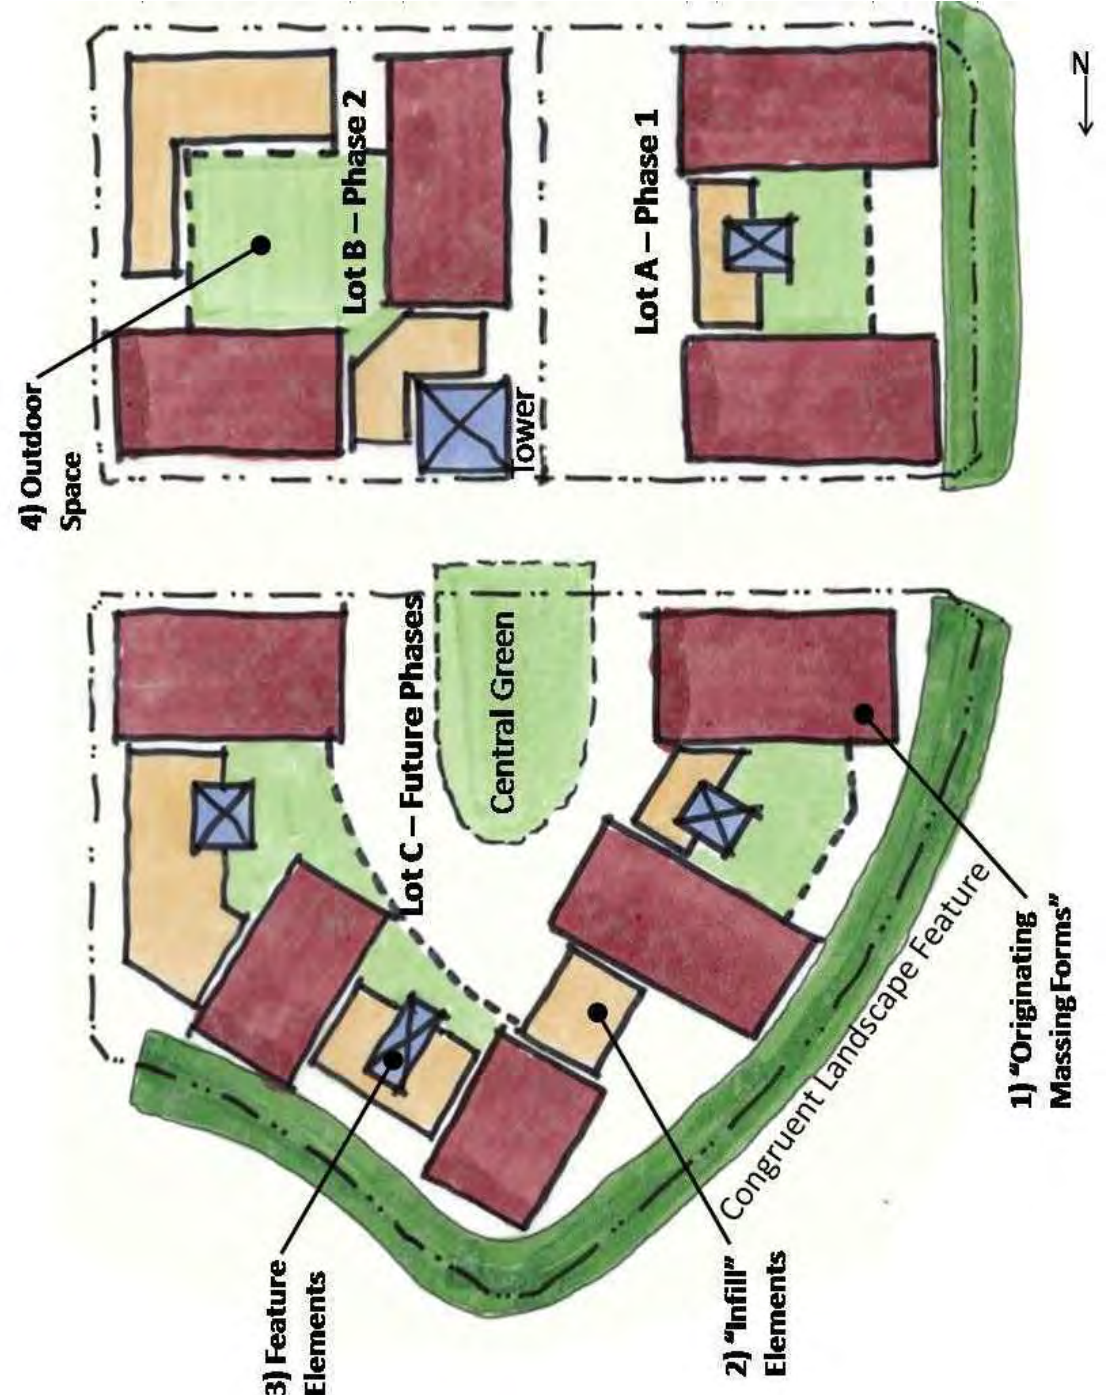 4) Outdoor
Space
Lot B – Phase 2
Tower
Lot A – Phase 1
N
Lot C – Future Phases
Central Green
3) Feature
Elements
2) “Infill”
Elements
Congruent Landscape Feature
1) “Originating
Massing Forms”